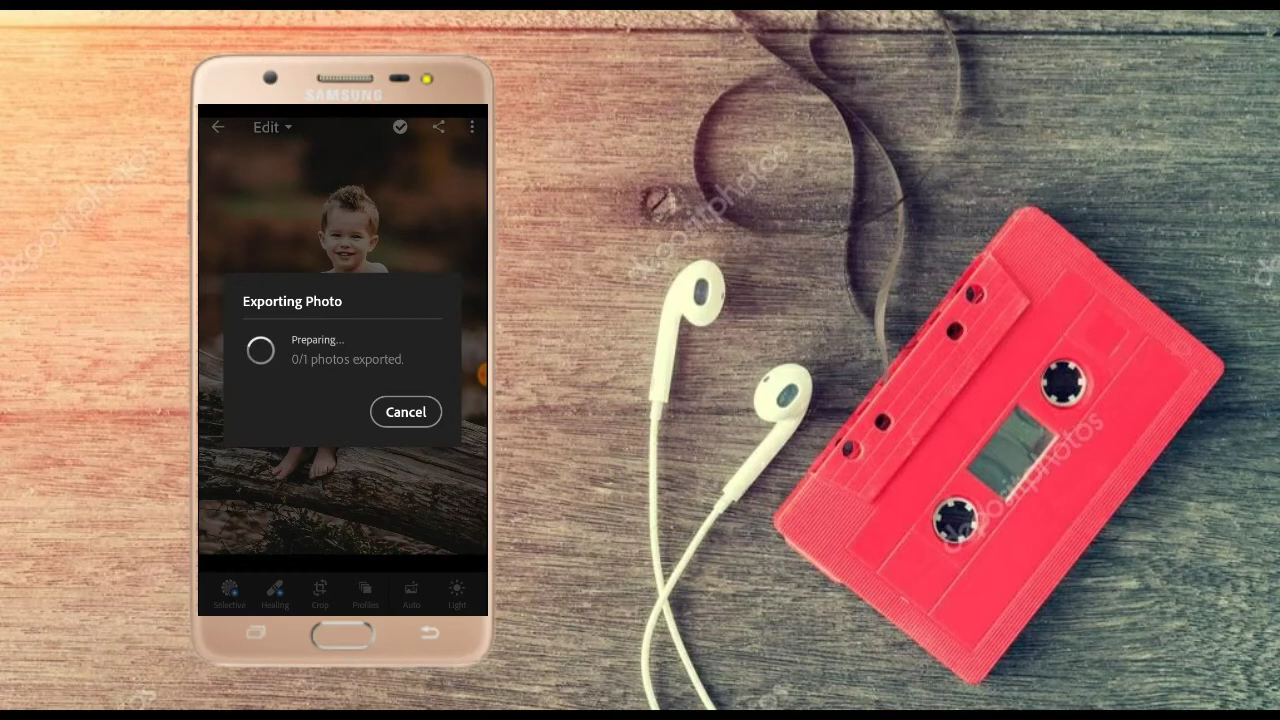 SAMSUNG
Edit
Exporting Photo
Preparing...
0/1 photos exported.
Cancel
Selective
Healing
Crop
Profiles
Auto
Light
depositphotos
depositphotos
depositphotos